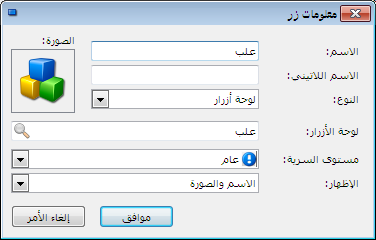 معلومات زر
الاسم:
علب
الصورة:
الاسم اللاتيني:
النوع:
لوحة أزرار
لوحة الأزرار:
علب
مستوى السرية:
عام
الإظهار:
الاسم والصورة
موافق
إلغاء الأمر